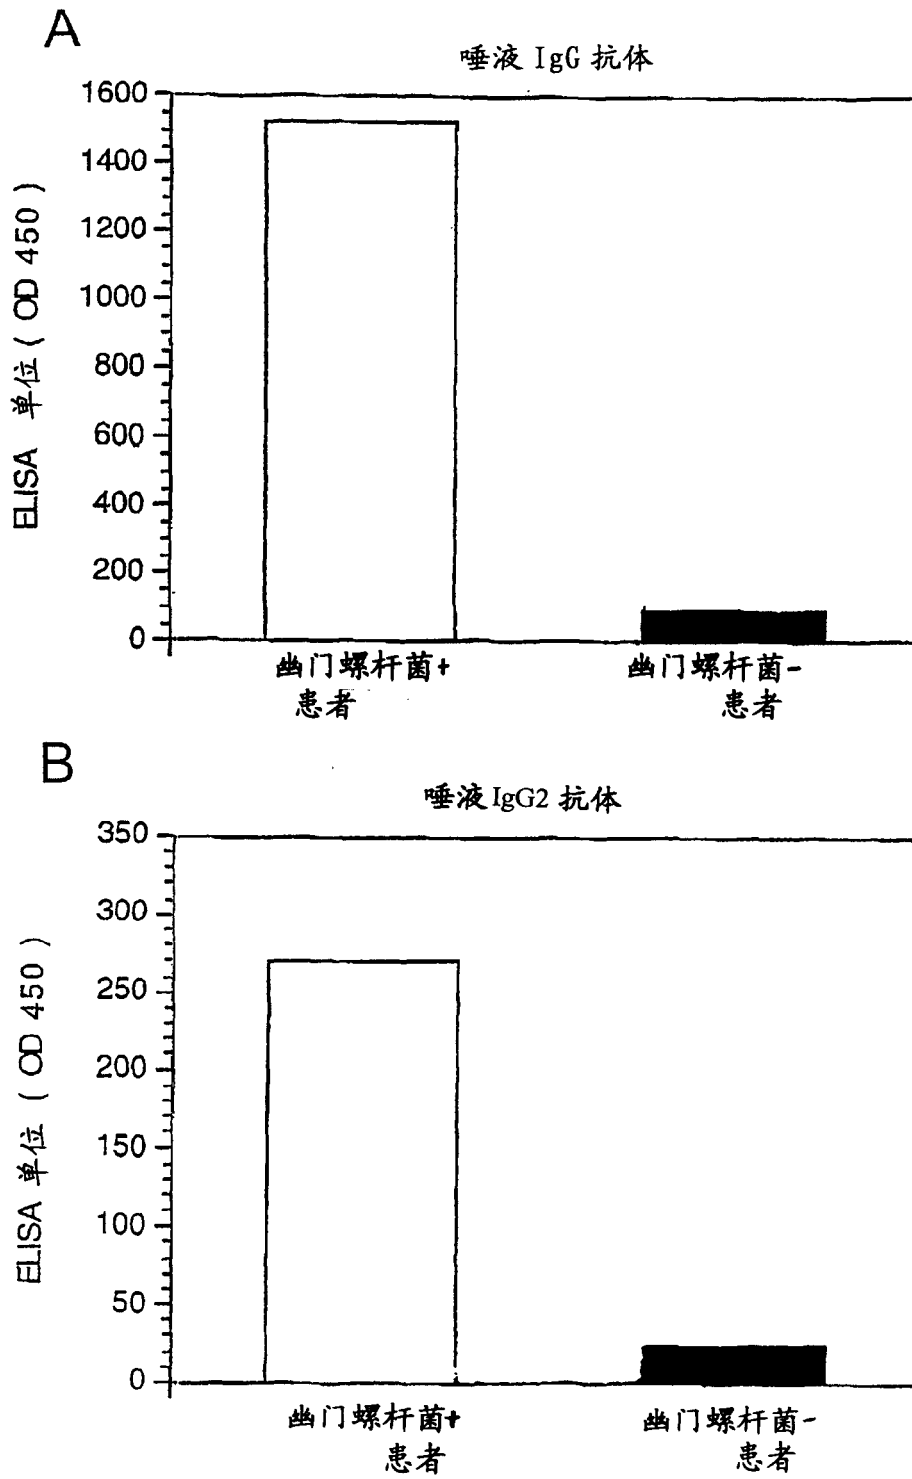 A
唾液 IgG 抗体
ELISA 单位 ( OD 450 )
1600
1400
1200
1000
800
600
400
200
0
幽门螺杆菌+
患者
幽门螺杆菌-
患者
B
唾液 IgG2 抗体
ELISA 单位 ( OD 450 )
350
300
250
200
150
100
50
0
幽门螺杆菌+
患者
幽门螺杆菌-
患者